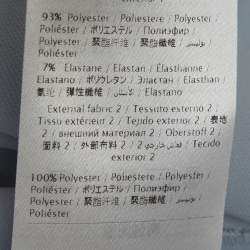 93% Polyester / Poliestere / Polyester /
Poliéster / ポリエステル / Полиэфир /
Polyester / 聚酯纤维 / 聚酯纖維 / بوليستر /
Poliéster
7% Elastane / Elastan / Élasthanne /
Elastano / ポリウレタン / Эластан / Elasthan /
氨纶 / 彈性纖維 / إيلاستان / Elastano
External fabric 2 / Tessuto esterno 2 /
Tissu extérieur 2 / Tejido exterior 2 / 表地
2 / внешний материал 2 / Oberstoff 2 /
面料 2 / 外部布料 2 / 2 قماش خارجي / Tecido
exterior 2
100% Polyester / Poliestere / Polyester /
Poliéster / ポリエステル / Полиэфир /
Polyester / 聚酯纤维 / 聚酯纖維 / بوليستر /
Poliéster